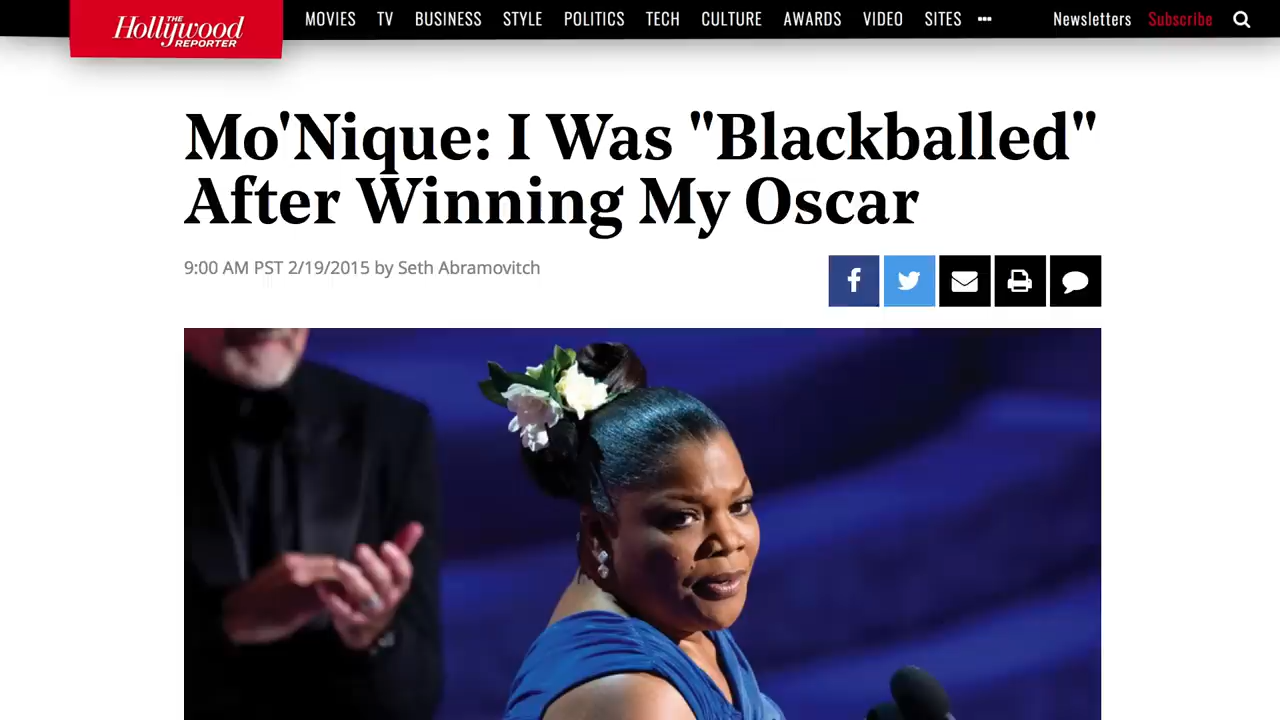 THE
Hollywood
REPORTER
MOVIES TV BUSINESS STYLE POLITICS TECH CULTURE AWARDS VIDEO SITES ••• Newsletters Subscribe
Mo'Nique: I Was "Blackballed"
After Winning My Oscar
9:00 AM PST 2/19/2015 by Seth Abramovitch